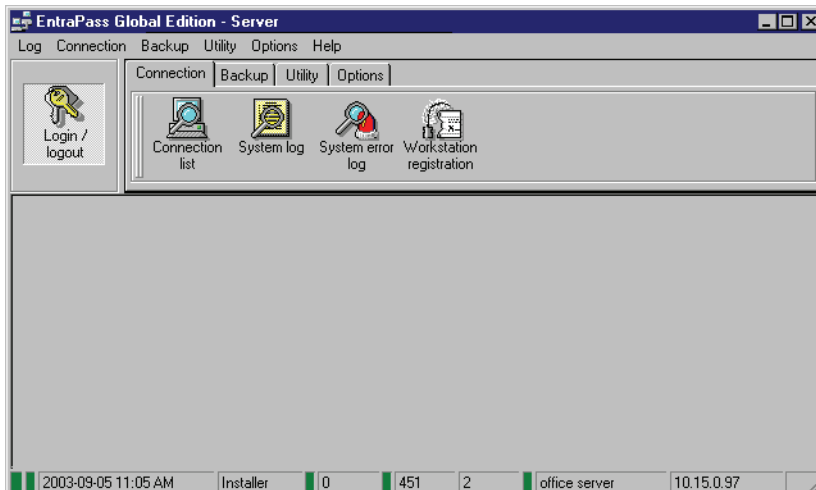 EntraPass Global Edition - Server
Log Connection Backup Utility Options Help
Connection Backup Utility Options
Login /
logout
Connection
list
System log
System error
log
Workstation
registration
2003-09-05 11:05 AM Installer 0 451 2 office server 10.15.0.97